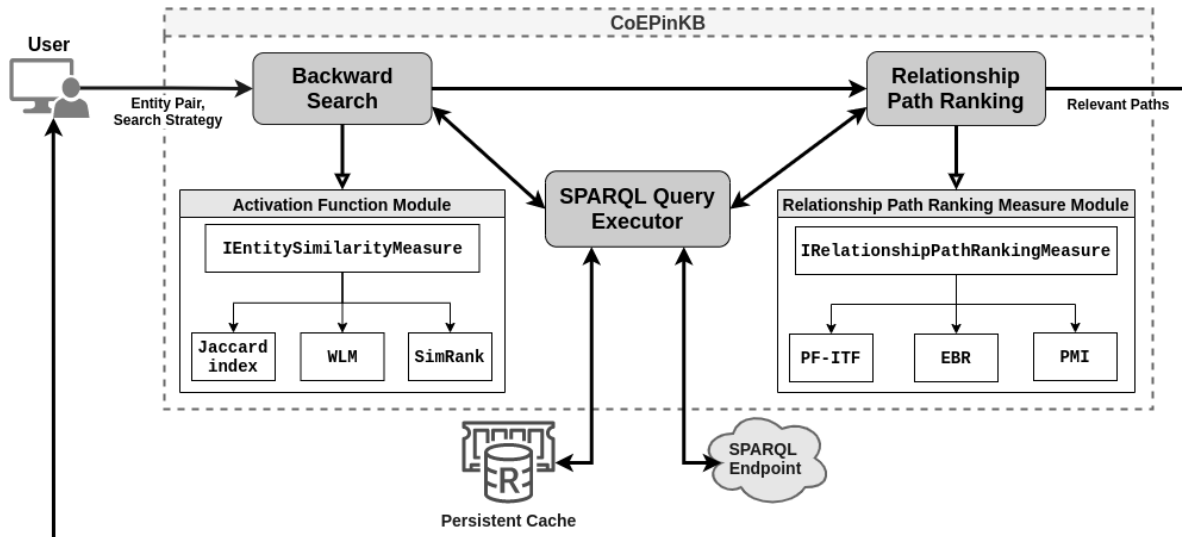 CoEPinKB
User
Backward
Search
Relationship
Path Ranking
Entity Pair,
Search Strategy
Relevant Paths
SPARQL Query
Executor
Activation Function Module
IEntitySimilarityMeasure
Jaccard
index
WLM
SimRank
Relationship Path Ranking Measure Module
IRelationshipPathRankingMeasure
PF-ITF
EBR
PMI
R
Persistent Cache
SPARQL
Endpoint